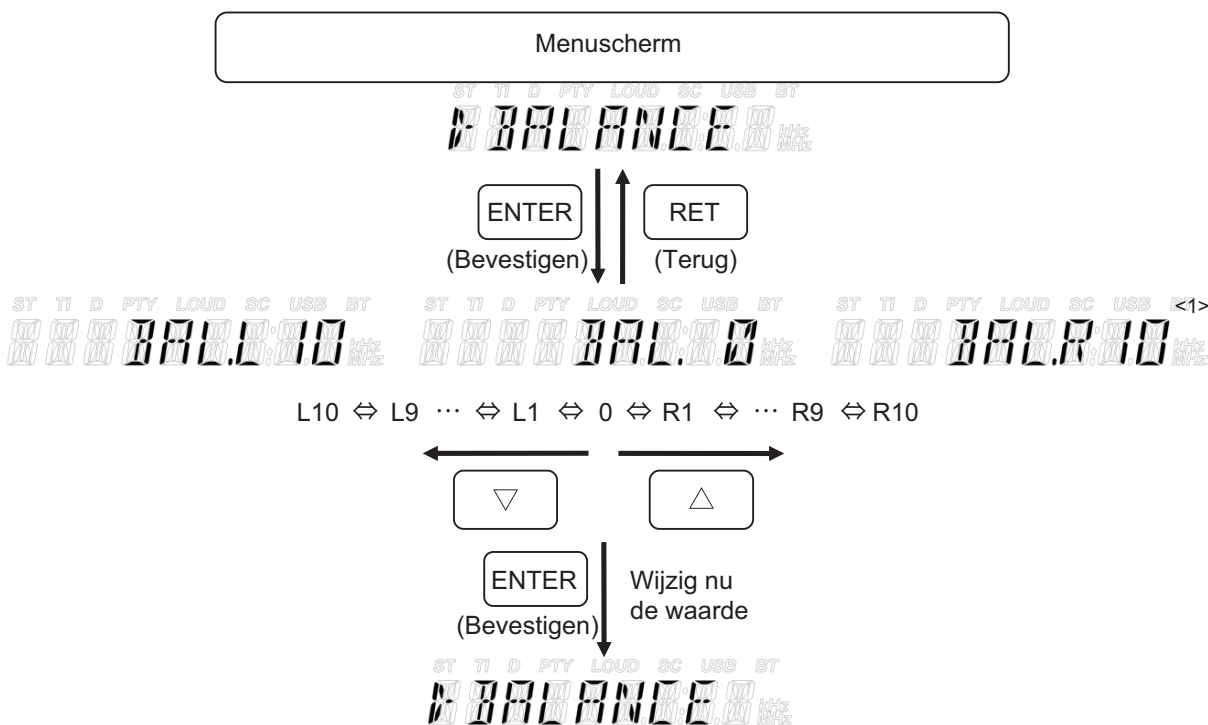 Menuscherm
ST TI D PTY LOUD SC USB BT
BALANCE kHz MHz
ENTER RET
(Bevestigen) (Terug)
ST TI D PTY LOUD SC USB BT ST TI D PTY LOUD SC USB BT ST TI D PTY LOUD SC USB <1>
BAL.L 10 kHz MHz BAL. 0 kHz MHz BAL.R 10 kHz MHz
L10 ⇔ L9 ⋯ ⇔ L1 ⇔ 0 ⇔ R1 ⇔ ⋯ R9 ⇔ R10
▽ △
ENTER Wijzig nu
(Bevestigen) de waarde
ST TI D PTY LOUD SC USB BT
BALANCE kHz MHz